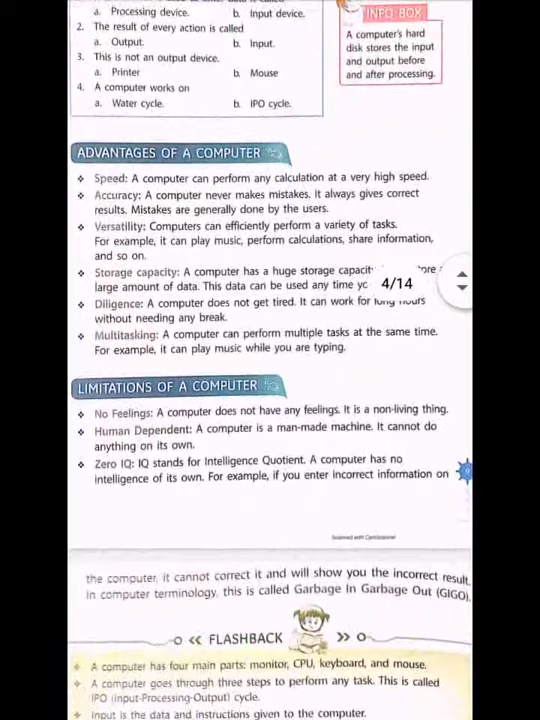 a. Processing device. b. Input device.
2. The result of every action is called
a. Output. b. Input.
3. This is not an output device.
a. Printer b. Mouse
4. A computer works on
a. Water cycle. b. IPO cycle.
INFO BOX
A computer's hard
disk stores the input
and output before
and after processing.
ADVANTAGES OF A COMPUTER
Speed: A computer can perform any calculation at a very high speed.
Accuracy: A computer never makes mistakes. It always gives correct
results. Mistakes are generally done by the users.
Versatility: Computers can efficiently perform a variety of tasks.
For example, it can play music, perform calculations, share information,
and so on.
Storage capacity: A computer has a huge storage
large amount of data. This data can be used any time
4/14
Diligence: A computer does not get tired. It can work for long hours
without needing any break.
Multitasking: A computer can perform multiple tasks at the same time.
For example, it can play music while you are typing.
LIMITATIONS OF A COMPUTER
No Feelings: A computer does not have any feelings. It is a non-living thing.
Human Dependent: A computer is a man-made machine. It cannot do
anything on its own.
Zero IQ: IQ stands for Intelligence Quotient. A computer has no
intelligence of its own. For example, if you enter incorrect information on
9
Scanned with CamScanner
the computer, it cannot correct it and will show you the incorrect result.
In computer terminology, this is called Garbage In Garbage Out (GIGO).
<< FLASHBACK >>
A computer has four main parts: monitor, CPU, keyboard, and mouse.
A computer goes through three steps to perform any task. This is called
IPO (Input-Processing-Output) cycle.
Input is the data and instructions given to the computer.